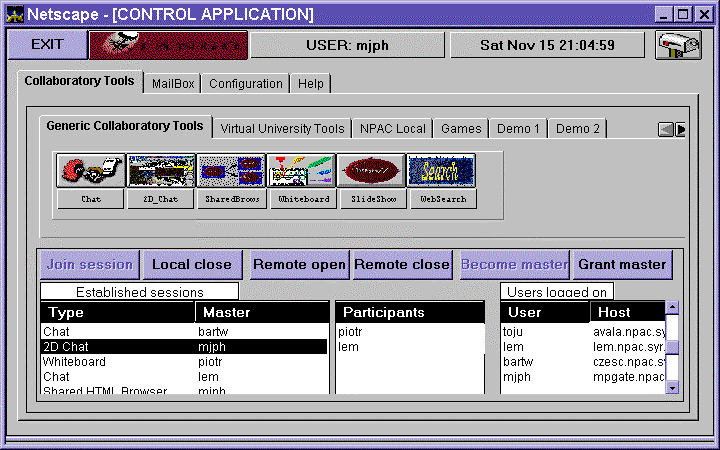 Netscape - [CONTROL APPLICATION]
EXIT USER: mjph Sat Nov 15 21:04:59
Collaboratory Tools MailBox Configuration Help
Generic Collaboratory Tools Virtual University Tools NPAC Local Games Demo 1 Demo 2
Search
Chat 2D_Chat SharedBrows Whiteboard SlideShow WebSearch
Join session Local close Remote open Remote close Become master Grant master
Established sessions Users logged on
Type Master Participants User Host
Chat bartw piotr toju avala.npac.sy
2D Chat mjph lem lem lem.npac.syr.
Whiteboard piotr bartw czesc.npac.sy
Chat lem mjph mpgate.npac
Shared HTML Browser mjph